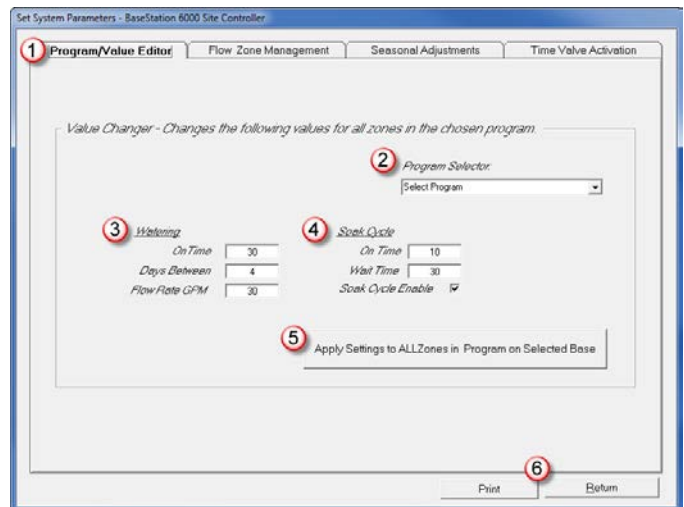 Set System Parameters - BaseStation 6000 Site Controller
1 Program/Value Editor Flow Zone Management Seasonal Adjustments Time Valve Activation
Value Changer - Changes the following values for all zones in the chosen program.
2 Program Selector.
Select Program
3 Watering
On Time 30
Days Between 4
Flow Rate GPM 30
4 Soak Cycle
On Time 10
Wait Time 30
Soak Cycle Enable
5 Apply Settings to ALLZones in Program on Selected Base
6
Print Return